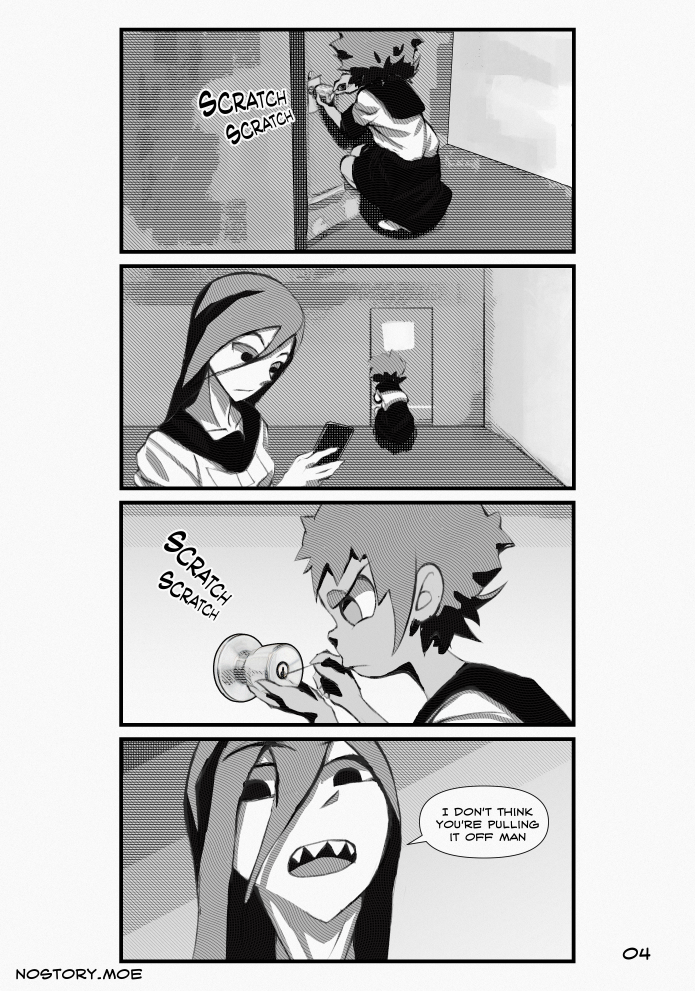 SCRATCH
SCRATCH
SCRATCH
SCRATCH
I DON'T THINK
YOU'RE PULLING
IT OFF MAN
04
NOSTORY.MOE